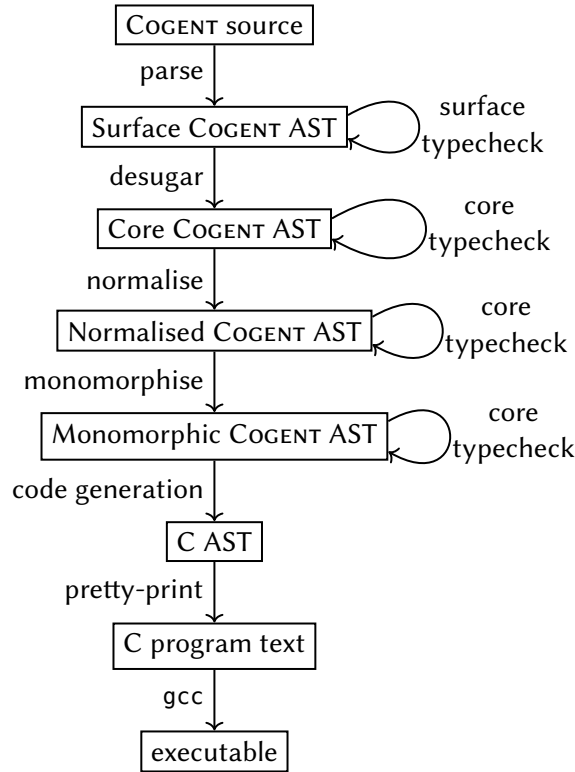 COGENT source
parse
Surface COGENT AST
surface
typecheck
desugar
Core COGENT AST
core
typecheck
normalise
Normalised COGENT AST
core
typecheck
monomorphise
Monomorphic COGENT AST
core
typecheck
code generation
C AST
pretty-print
C program text
gcc
executable